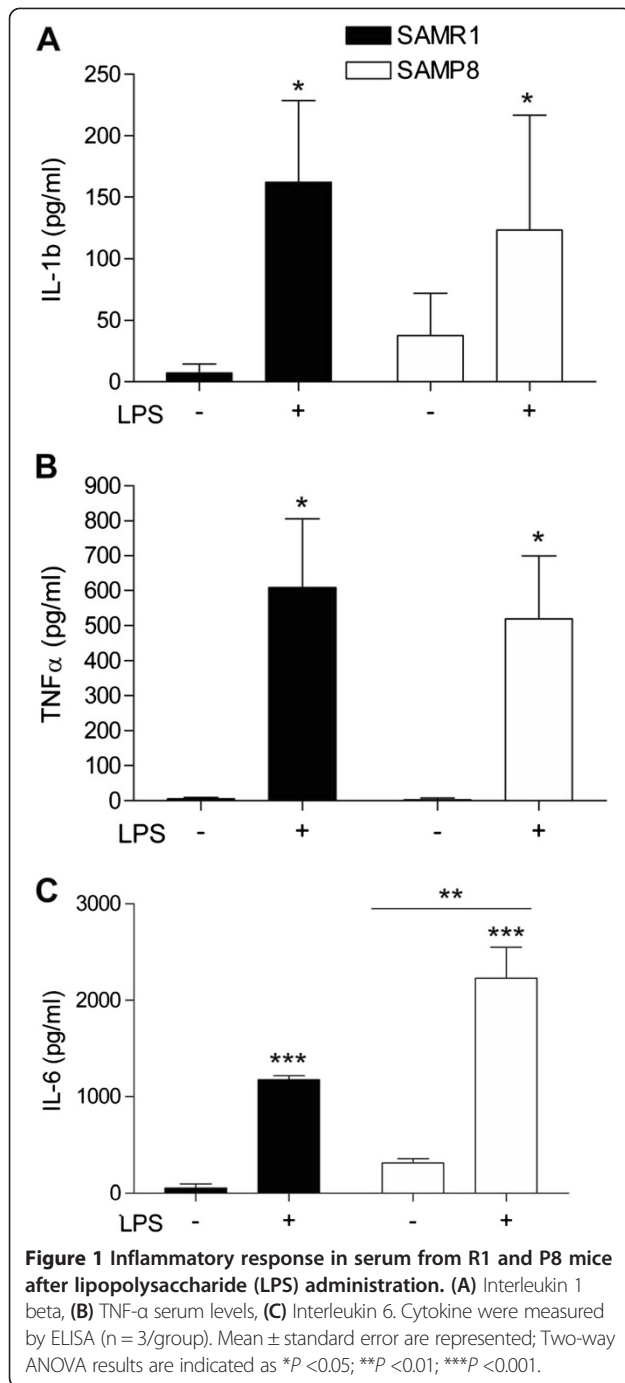 A
SAMR1
SAMP8
IL-1b (pg/ml)
250
200
150
100
50
0
*
*
LPS - + - +
B
TNFα (pg/ml)
900
800
700
600
500
400
300
200
100
0
*
*
LPS - + - +
C
IL-6 (pg/ml)
3000
2000
1000
0
***
**
***
`LPS - + - +
Figure 1 Inflammatory response in serum from R1 and P8 mice
after lipopolysaccharide (LPS) administration. (A) Interleukin 1
beta, (B) TNF-α serum levels, (C) Interleukin 6. Cytokine were measured
by ELISA (n = 3/group). Mean ± standard error are represented; Two-way
ANOVA results are indicated as *P <0.05; **P <0.01; ***P <0.001.